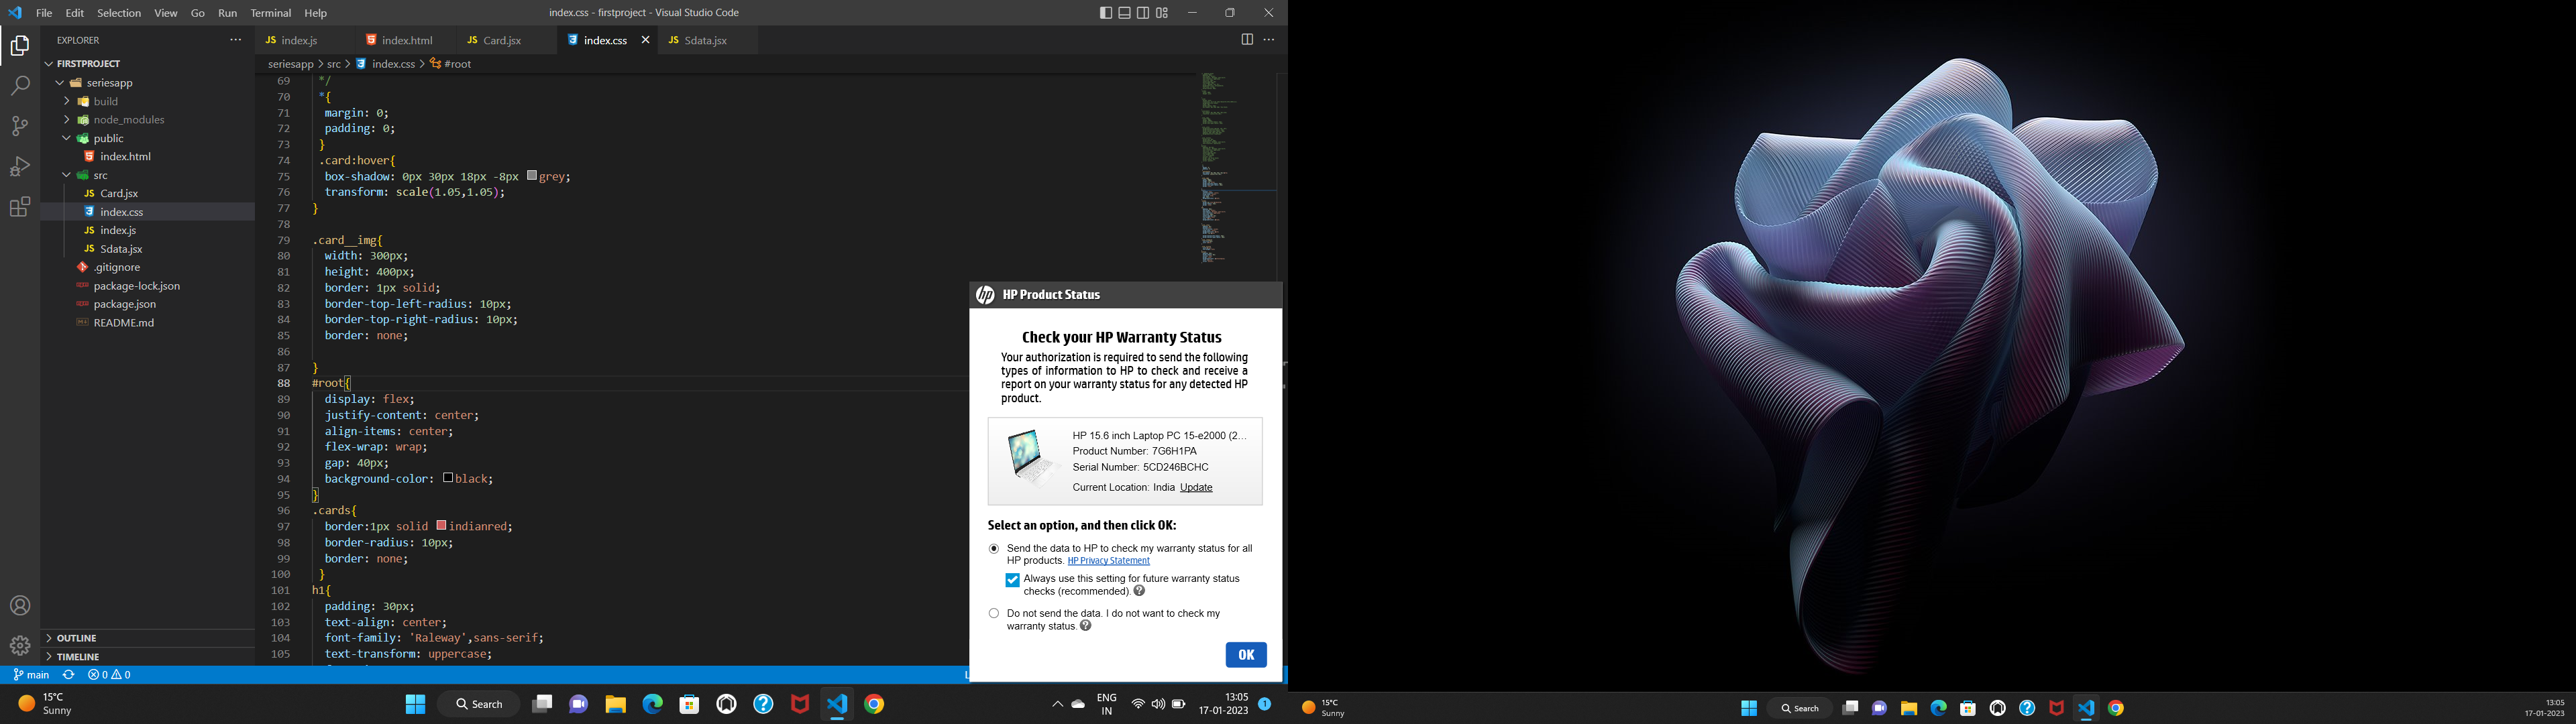 File Edit Selection View Go Run Terminal Help
index.css - firstproject - Visual Studio Code
EXPLORER
FIRSTPROJECT
seriesapp
build
node_modules
public
index.html
src
Card.jsx
index.css
index.js
Sdata.jsx
.gitignore
package-lock.json
package.json
README.md
OUTLINE
TIMELINE
JS index.js
index.html
JS Card.jsx
index.css
JS Sdata.jsx
seriesapp > src > index.css > #root
69 */
70 *{
71 margin: 0;
72 padding: 0;
73 }
74 .card:hover{
75 box-shadow: 0px 30px 18px -8px grey;
76 transform: scale(1.05,1.05);
77 }
78
79 .card__img{
80 width: 300px;
81 height: 400px;
82 border: 1px solid;
83 border-top-left-radius: 10px;
84 border-top-right-radius: 10px;
85 border: none;
86
87 }
88 #root{
89 display: flex;
90 justify-content: center;
91 align-items: center;
92 flex-wrap: wrap;
93 gap: 40px;
94 background-color: black;
95 }
96 .cards{
97 border:1px solid indianred;
98 border-radius: 10px;
99 border: none;
100 }
101 h1{
102 padding: 30px;
103 text-align: center;
104 font-family: 'Raleway',sans-serif;
105 text-transform: uppercase;
hp HP Product Status
Check your HP Warranty Status
Your authorization is required to send the following
types of information to HP to check and receive a
report on your warranty status for any detected HP
product.
HP 15.6 inch Laptop PC 15-e2000 (2...
Product Number: 7G6H1PA
Serial Number: 5CD246BCHC
Current Location: India Update
Select an option, and then click OK:
Send the data to HP to check my warranty status for all
HP products. HP Privacy Statement
Always use this setting for future warranty status
checks (recommended).
Do not send the data. I do not want to check my
warranty status.
OK
main 0 0
15°C
Sunny
Search
ENG
IN
13:05
17-01-2023
1
15°C
Sunny
Search
13:05
17-01-2023